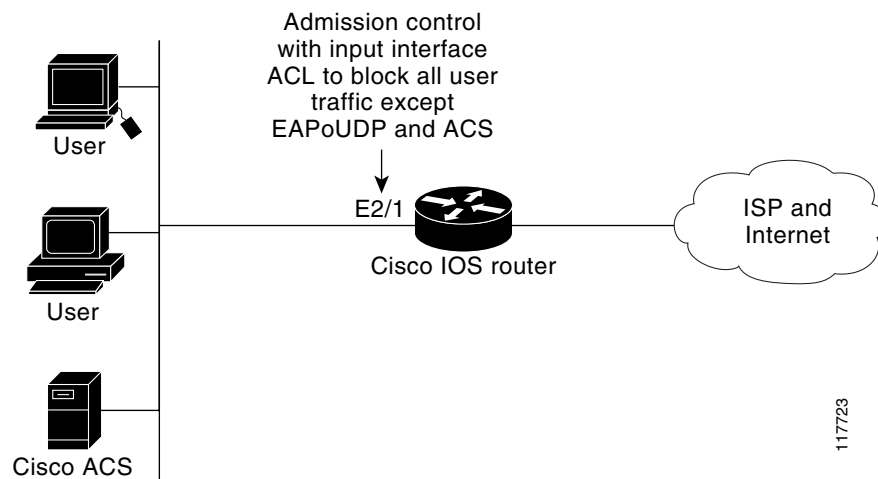 Admission control
with input interface
ACL to block all user
traffic except
EAPoUDP and ACS
User
E2/1
Cisco IOS router
ISP and
Internet
User
Cisco ACS
117723